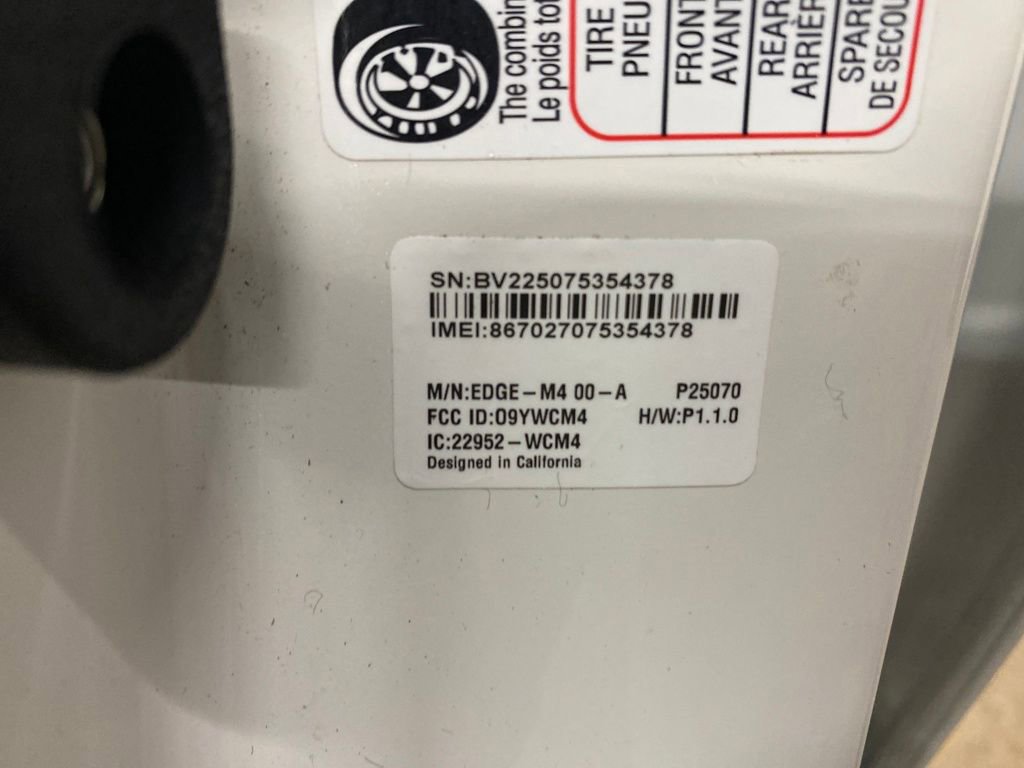 The combin
Le poids tot
TIRE
PNEU
FRONT
AVANT
REAR
ARRIÈR
SPARE
DE SECOU
SN:BV225075354378
IMEI:867027075354378
M/N:EDGE-M4 00-A P25070
FCC ID:09YWCM4 H/W:P1.1.0
IC:22952-WCM4
Designed in California